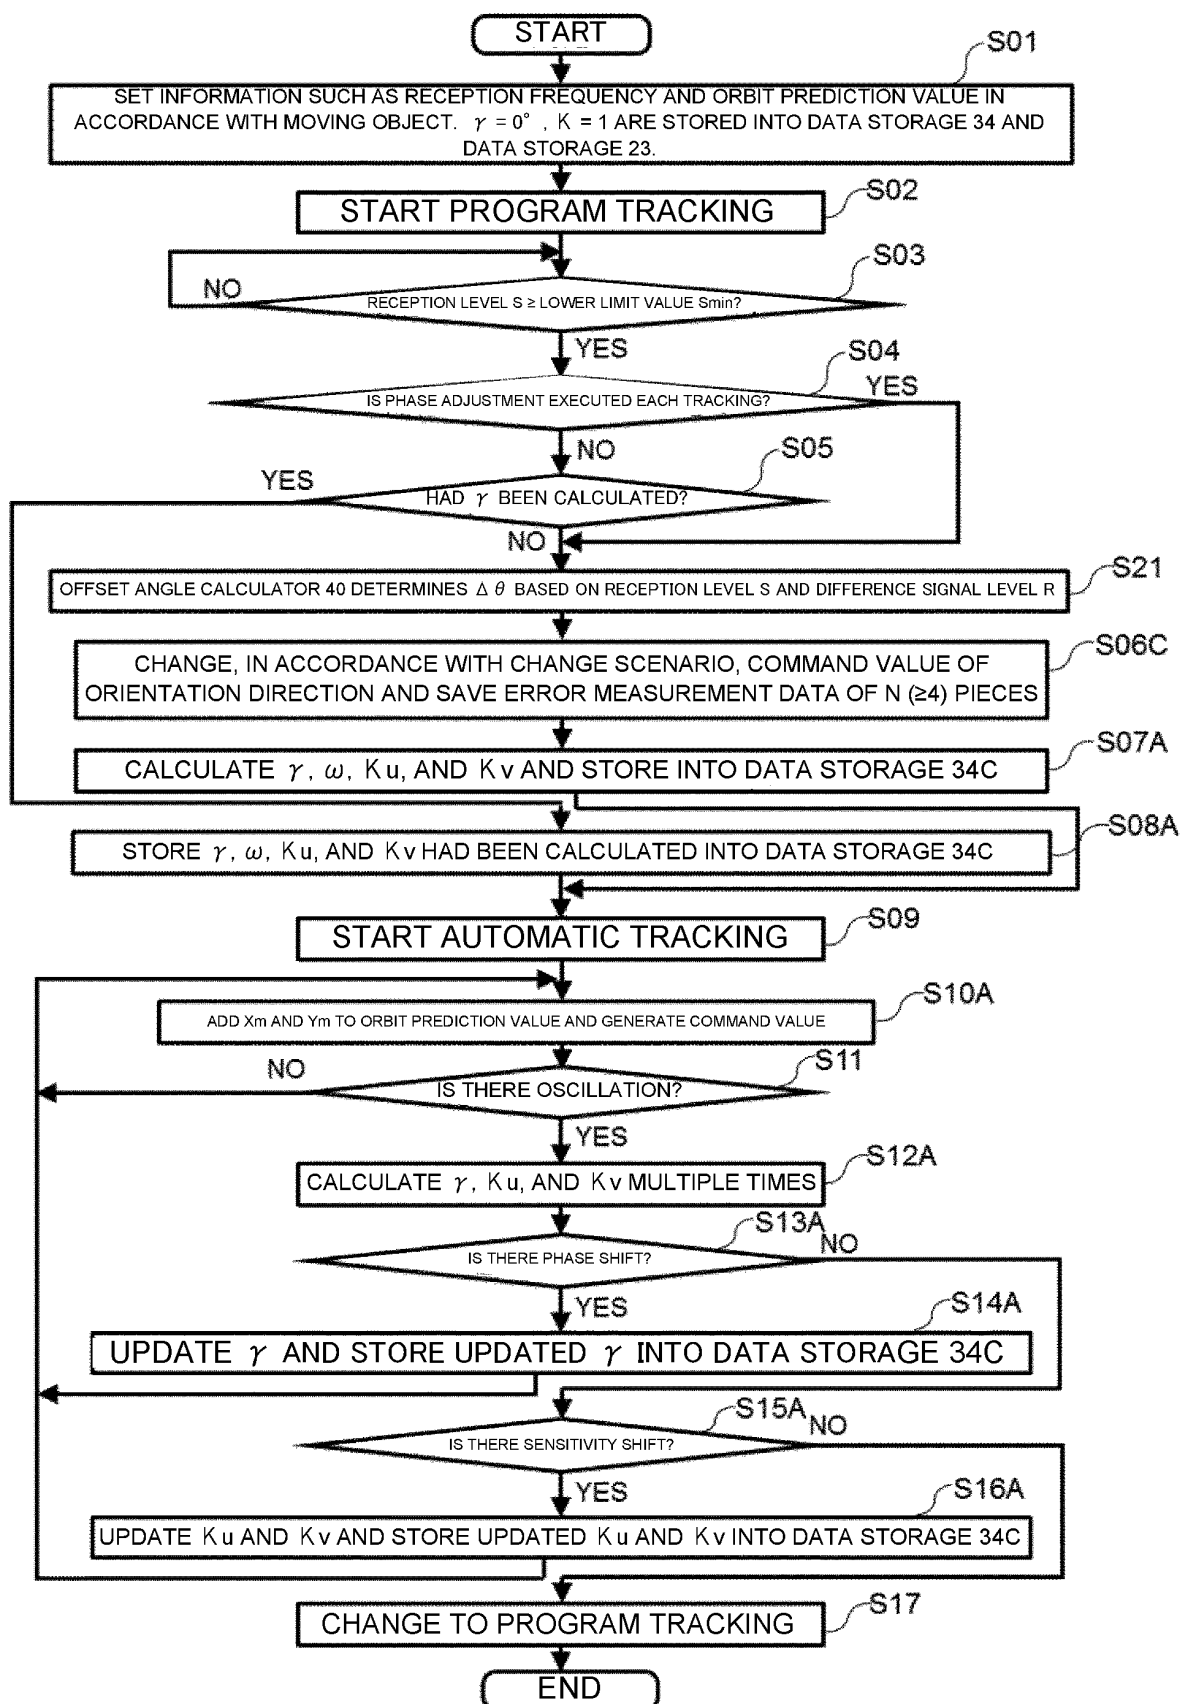 START
S01
SET INFORMATION SUCH AS RECEPTION FREQUENCY AND ORBIT PREDICTION VALUE IN
ACCORDANCE WITH MOVING OBJECT. γ = 0°, K = 1 ARE STORED INTO DATA STORAGE 34 AND
DATA STORAGE 23.
S02
START PROGRAM TRACKING
S03
NO
RECEPTION LEVEL S ≥ LOWER LIMIT VALUE Smin?
YES
S04
YES
IS PHASE ADJUSTMENT EXECUTED EACH TRACKING?
NO
S05
YES
HAD γ BEEN CALCULATED?
NO
S21
OFFSET ANGLE CALCULATOR 40 DETERMINES Δθ BASED ON RECEPTION LEVEL S AND DIFFERENCE SIGNAL LEVEL R
S06C
CHANGE, IN ACCORDANCE WITH CHANGE SCENARIO, COMMAND VALUE OF
ORIENTATION DIRECTION AND SAVE ERROR MEASUREMENT DATA OF N (≥4) PIECES
S07A
CALCULATE γ, ω, Ku, AND Kv AND STORE INTO DATA STORAGE 34C
S08A
STORE γ, ω, Ku, AND Kv HAD BEEN CALCULATED INTO DATA STORAGE 34C
S09
START AUTOMATIC TRACKING
S10A
ADD Xm AND Ym TO ORBIT PREDICTION VALUE AND GENERATE COMMAND VALUE
S11
NO
IS THERE OSCILLATION?
YES
S12A
CALCULATE γ, Ku, AND Kv MULTIPLE TIMES
S13A
NO
IS THERE PHASE SHIFT?
YES
S14A
UPDATE γ AND STORE UPDATED γ INTO DATA STORAGE 34C
S15A
NO
IS THERE SENSITIVITY SHIFT?
YES
S16A
UPDATE Ku AND Kv AND STORE UPDATED Ku AND Kv INTO DATA STORAGE 34C
S17
CHANGE TO PROGRAM TRACKING
END